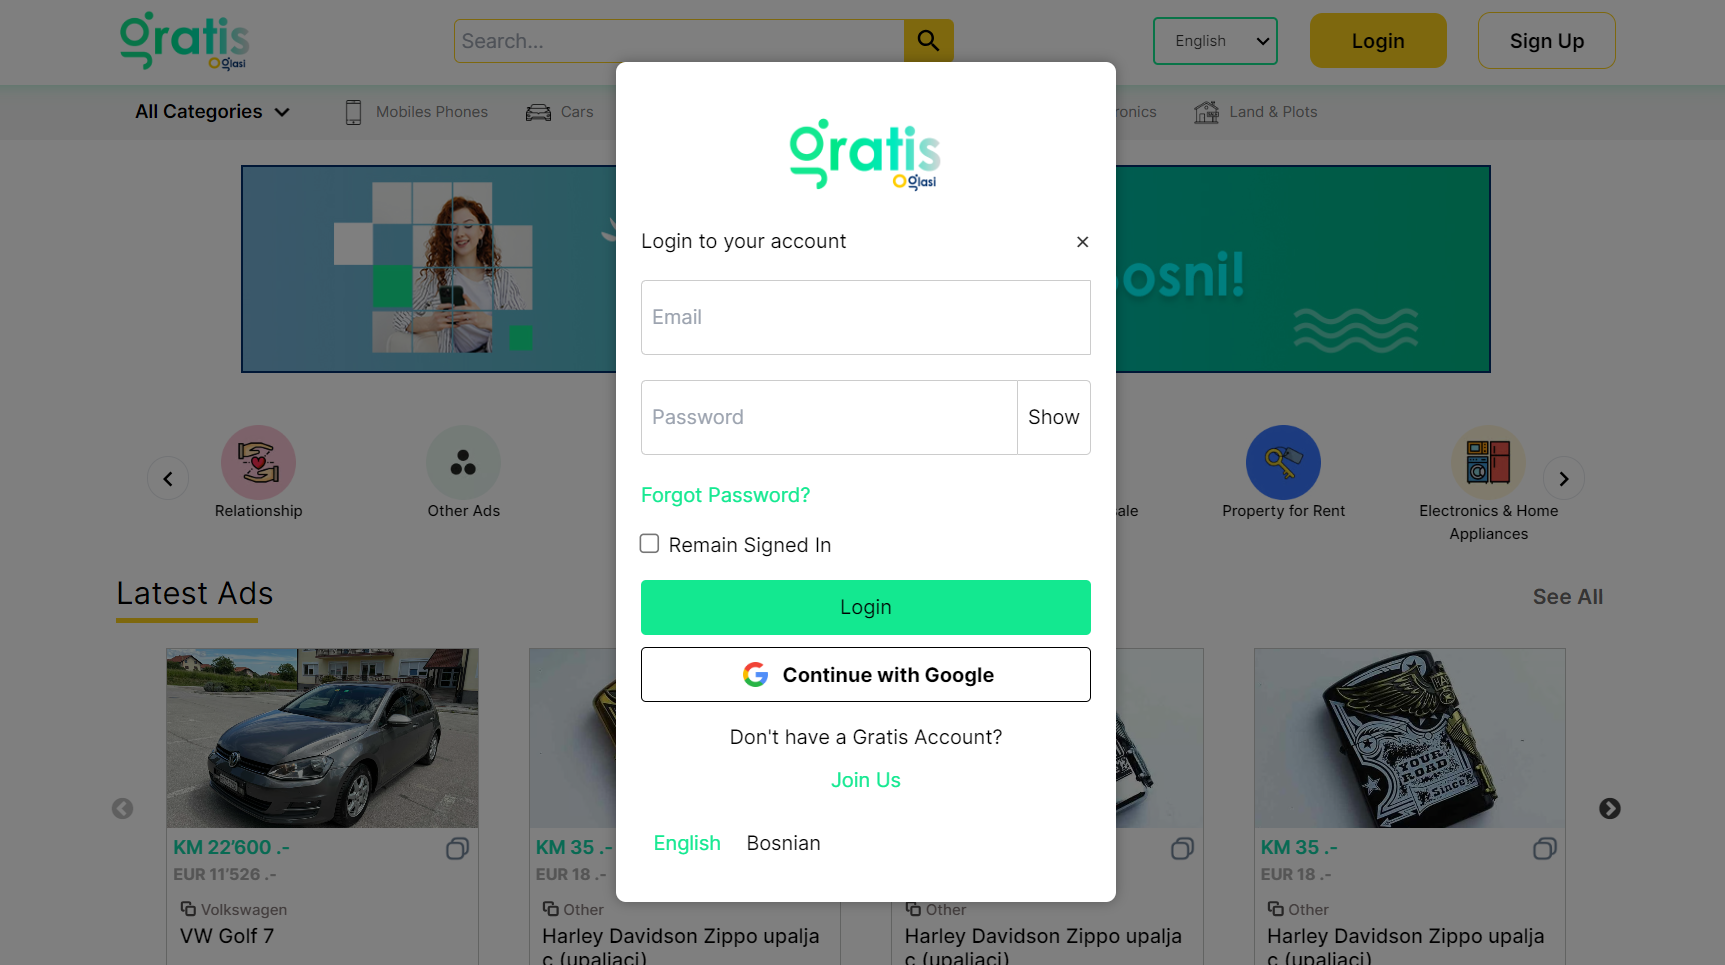 gratis
Oglasi
Search...
English
Login
Sign Up
All Categories
Mobiles Phones
Cars
ronics
Land & Plots
gratis
Oglasi
Login to your account
×
osni!
Email
Password
Show
Forgot Password?
Remain Signed In
Login
Continue with Google
Don't have a Gratis Account?
Join Us
English
Bosnian
Relationship
Other Ads
ale
Property for Rent
Electronics & Home
Appliances
Latest Ads
See All
YOUR
ROAD
Since
KM 22’600 .-
EUR 11’526 .-
Volkswagen
VW Golf 7
KM 35 .-
EUR 18 .-
Other
Harley Davidson Zippo upalja
c (upaljaci)
Other
Harley Davidson Zippo upalja
c (upaljaci)
KM 35 .-
EUR 18 .-
Other
Harley Davidson Zippo upalja
c (upaljaci)